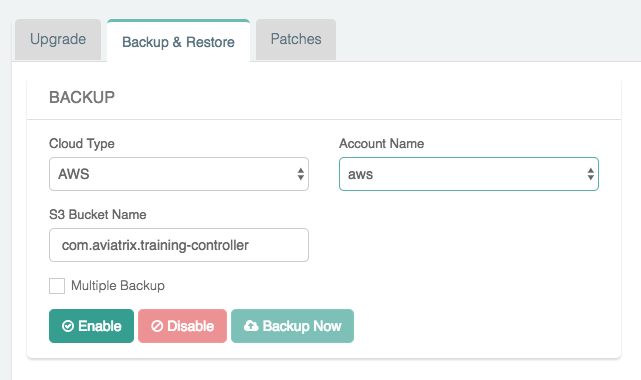 Upgrade
Backup & Restore
Patches
BACKUP
Cloud Type
Account Name
AWS
aws
S3 Bucket Name
com.aviatrix.training-controller
Multiple Backup
Enable
Disable
Backup Now